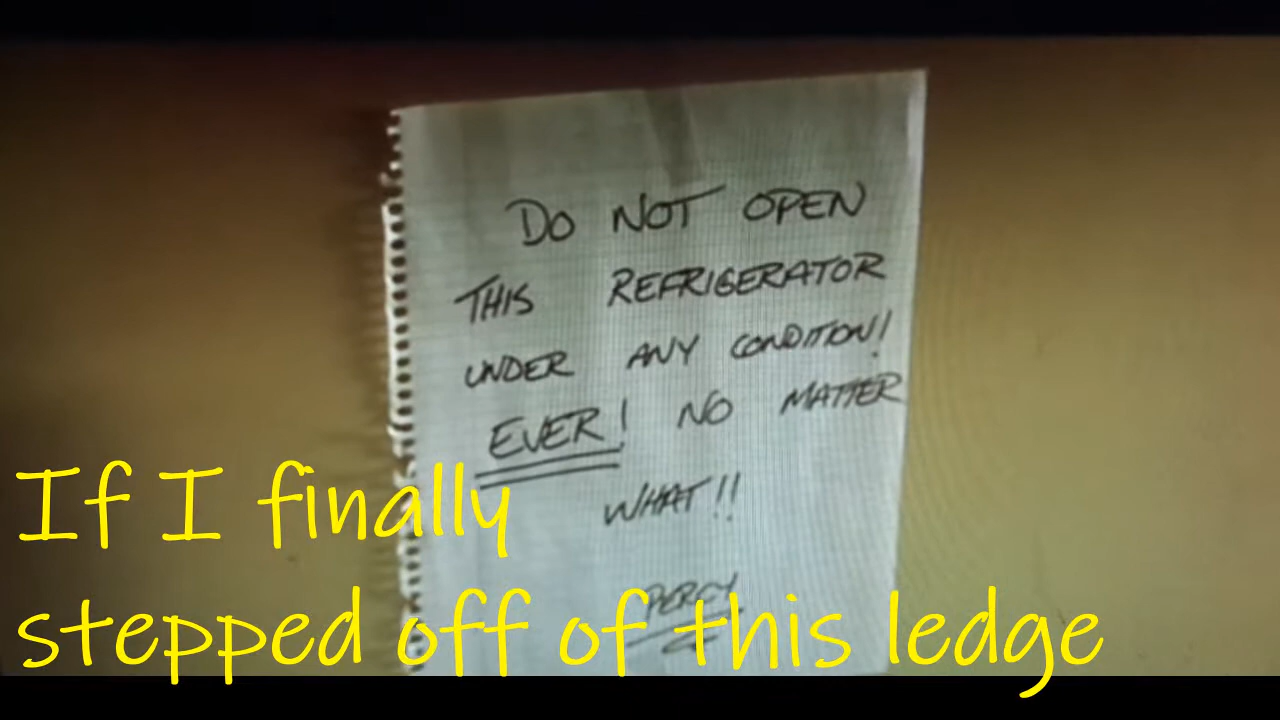 DO NOT OPEN
THIS REFRIGERATOR
UNDER ANY CONDITION!
EVER! NO MATTER
WHAT!!
PERCY
If I finally
stepped off of this ledge